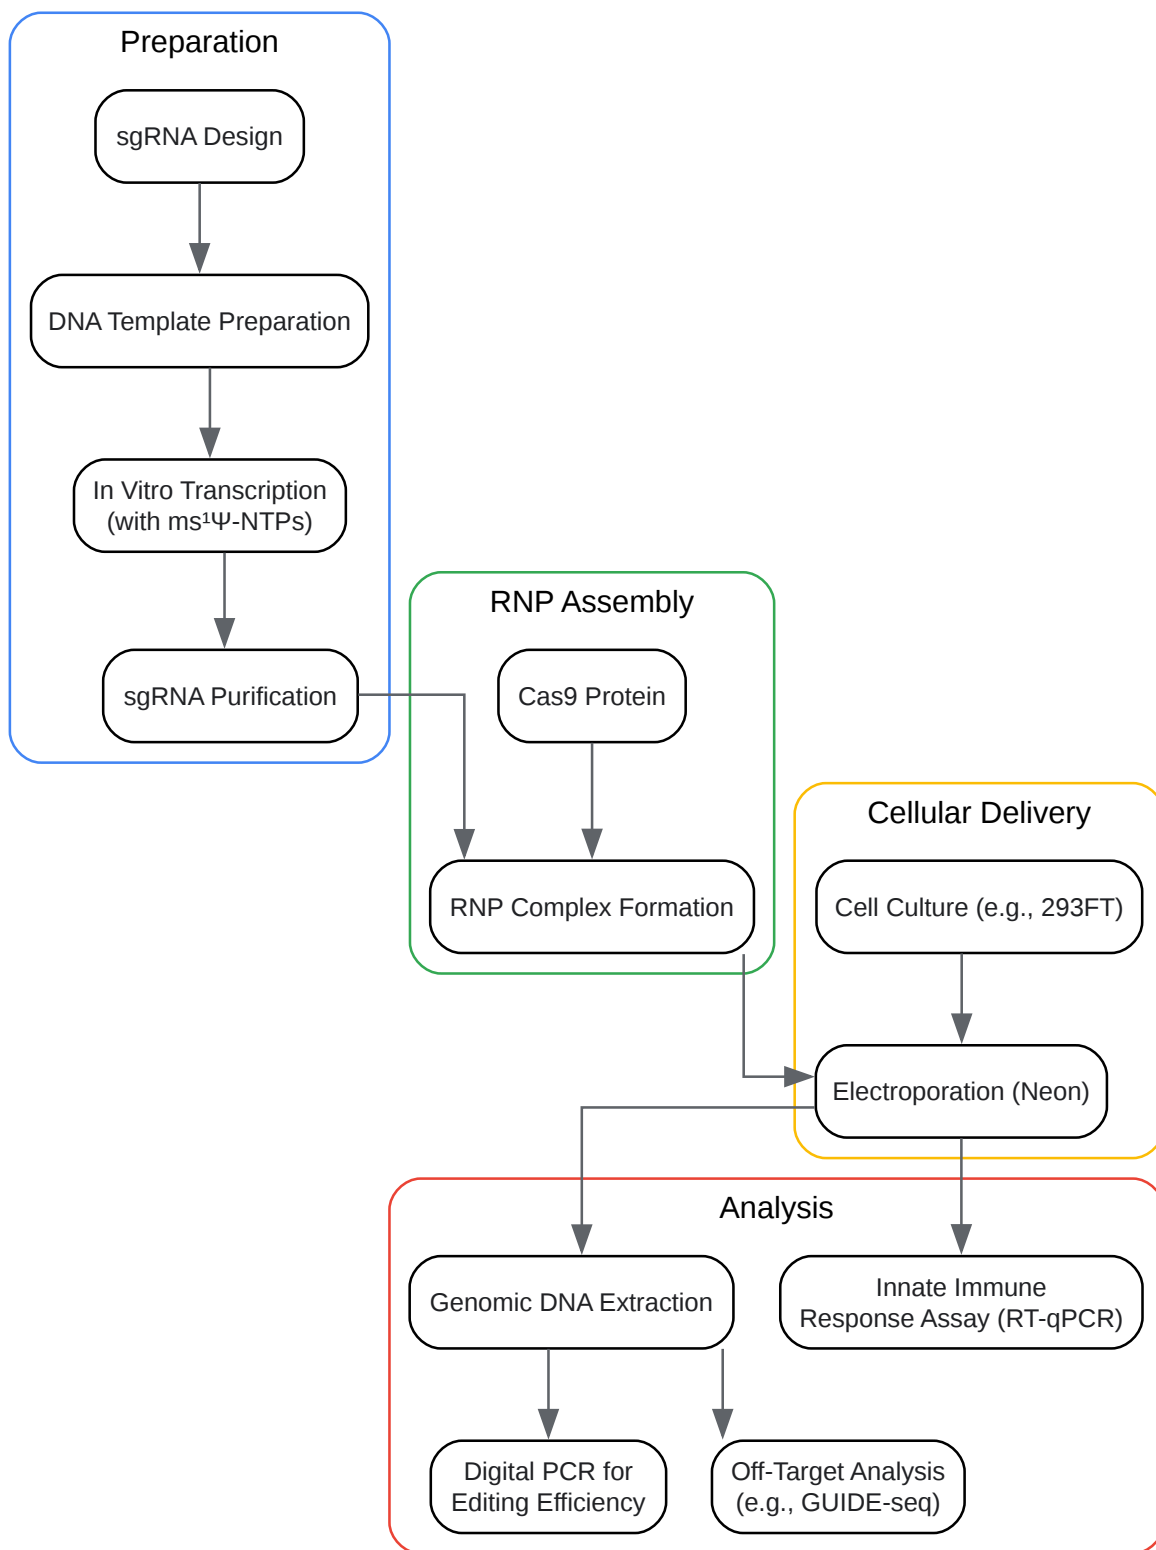 Preparation
sgRNA Design
DNA Template Preparation
In Vitro Transcription
(with ms¹Ψ-NTPs)
sgRNA Purification
RNP Assembly
Cas9 Protein
RNP Complex Formation
Cellular Delivery
Cell Culture (e.g., 293FT)
Electroporation (Neon)
Analysis
Genomic DNA Extraction
Innate Immune
Response Assay (RT-qPCR)
Digital PCR for
Editing Efficiency
Off-Target Analysis
(e.g., GUIDE-seq)